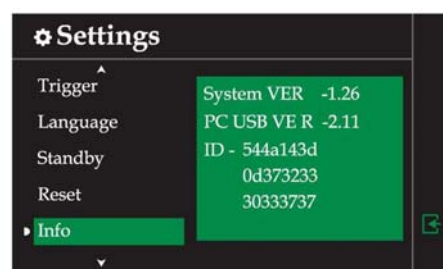 Settings
Trigger
Language
Standby
Reset
Info
System VER -1.26
PC USB VE R -2.11
ID - 544a143d
0d373233
30333737